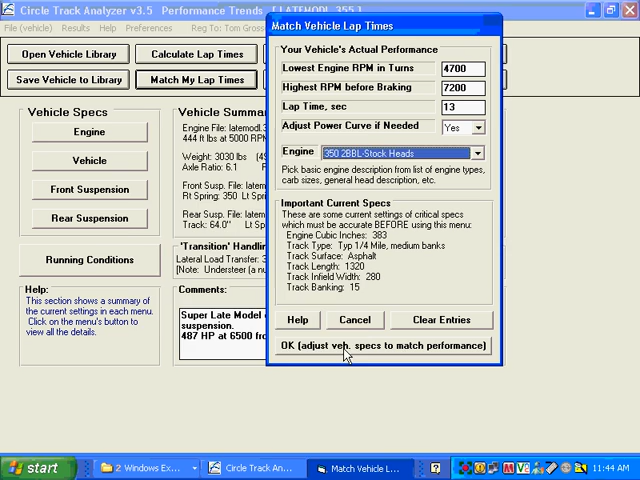 Circle Track Analyzer v3.5 Performance Trends [ LATEMODL.355 ]
File (vehicle) Results Help Preferences Reg To: Tom Gross
Open Vehicle Library
Calculate Lap Times
Save Vehicle to Library
Match My Lap Times
Vehicle Specs
Engine
Vehicle
Front Suspension
Rear Suspension
Running Conditions
Help:
This section shows a summary of
the current settings in each menu.
Click on the menu's button to
view all the details.
Vehicle Summa
Engine File: latemodl.3
444 ft lbs at 5000 RP
Weight: 3030 lbs (45
Axle Ratio: 6.1
Front Susp. File: latem
Rt Spring: 350 Lt Spri
Rear Susp. File: latem
Track: 64.0" Lt Sp
'Transition' Handlin
Lateral Load Transfer: 3
[Note: Understeer (a nu
Comments:
Super Late Model
suspension.
487 HP at 6500 fro
Match Vehicle Lap Times
Your Vehicle's Actual Performance
Lowest Engine RPM in Turns 4700
Highest RPM before Braking 7200
Lap Time, sec 13
Adjust Power Curve if Needed Yes
Engine 350 2BBL-Stock Heads
Pick basic engine description from list of engine types,
carb sizes, general head description, etc.
Important Current Specs
These are some current settings of critical specs
which must be accurate BEFORE using this menu:
Engine Cubic Inches: 383
Track Type: Typ 1/4 Mile, medium banks
Track Surface: Asphalt
Track Length: 1320
Track Infield Width: 280
Track Banking: 15
Help
Cancel
Clear Entries
OK (adjust veh. specs to match performance)
start
2 Windows Ex...
Circle Track An...
Match Vehicle L...
11:44 AM